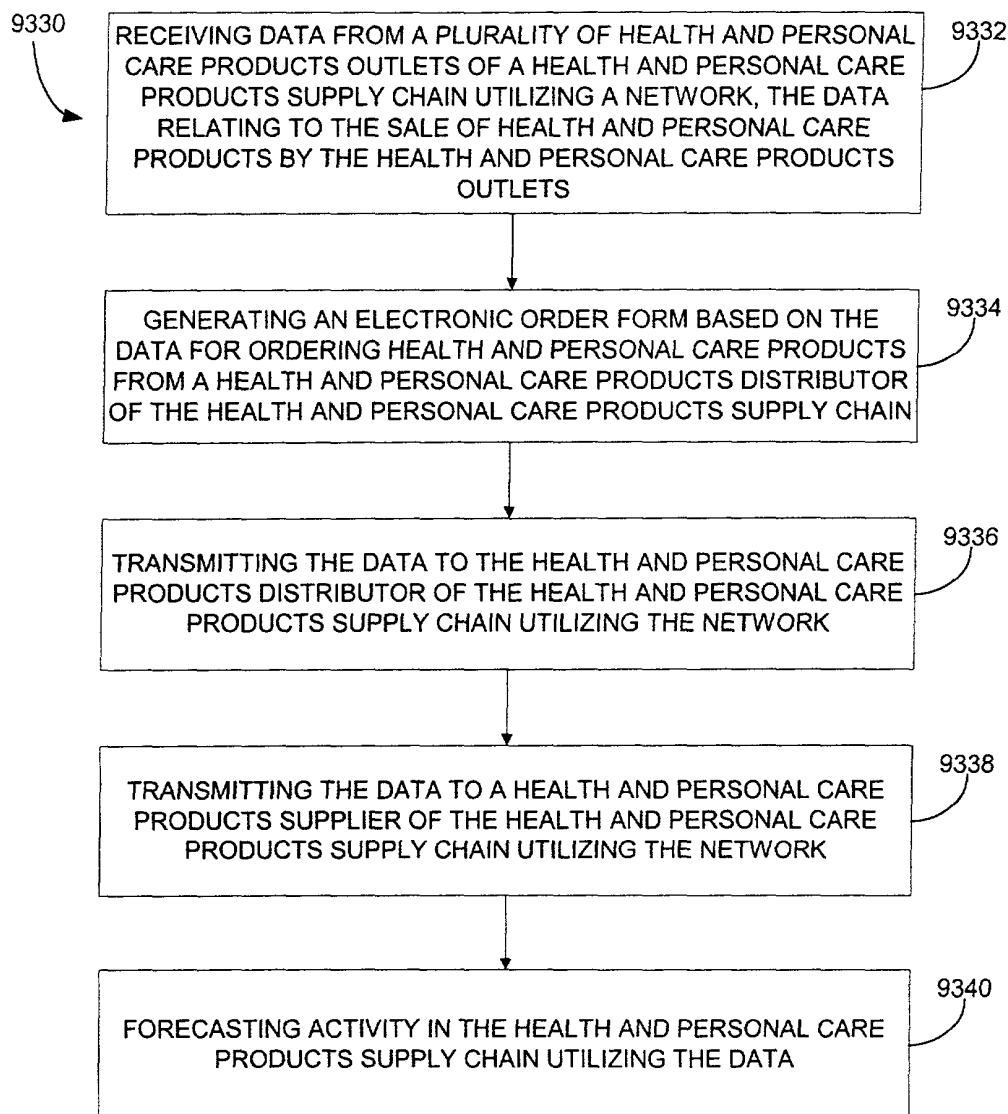 9330
RECEIVING DATA FROM A PLURALITY OF HEALTH AND PERSONAL
CARE PRODUCTS OUTLETS OF A HEALTH AND PERSONAL CARE
PRODUCTS SUPPLY CHAIN UTILIZING A NETWORK, THE DATA
RELATING TO THE SALE OF HEALTH AND PERSONAL CARE
PRODUCTS BY THE HEALTH AND PERSONAL CARE PRODUCTS
OUTLETS
9332
GENERATING AN ELECTRONIC ORDER FORM BASED ON THE
DATA FOR ORDERING HEALTH AND PERSONAL CARE PRODUCTS
FROM A HEALTH AND PERSONAL CARE PRODUCTS DISTRIBUTOR
OF THE HEALTH AND PERSONAL CARE PRODUCTS SUPPLY CHAIN
9334
TRANSMITTING THE DATA TO THE HEALTH AND PERSONAL CARE
PRODUCTS DISTRIBUTOR OF THE HEALTH AND PERSONAL CARE
PRODUCTS SUPPLY CHAIN UTILIZING THE NETWORK
9336
TRANSMITTING THE DATA TO A HEALTH AND PERSONAL CARE
PRODUCTS SUPPLIER OF THE HEALTH AND PERSONAL CARE
PRODUCTS SUPPLY CHAIN UTILIZING THE NETWORK
9338
FORECASTING ACTIVITY IN THE HEALTH AND PERSONAL CARE
PRODUCTS SUPPLY CHAIN UTILIZING THE DATA
9340